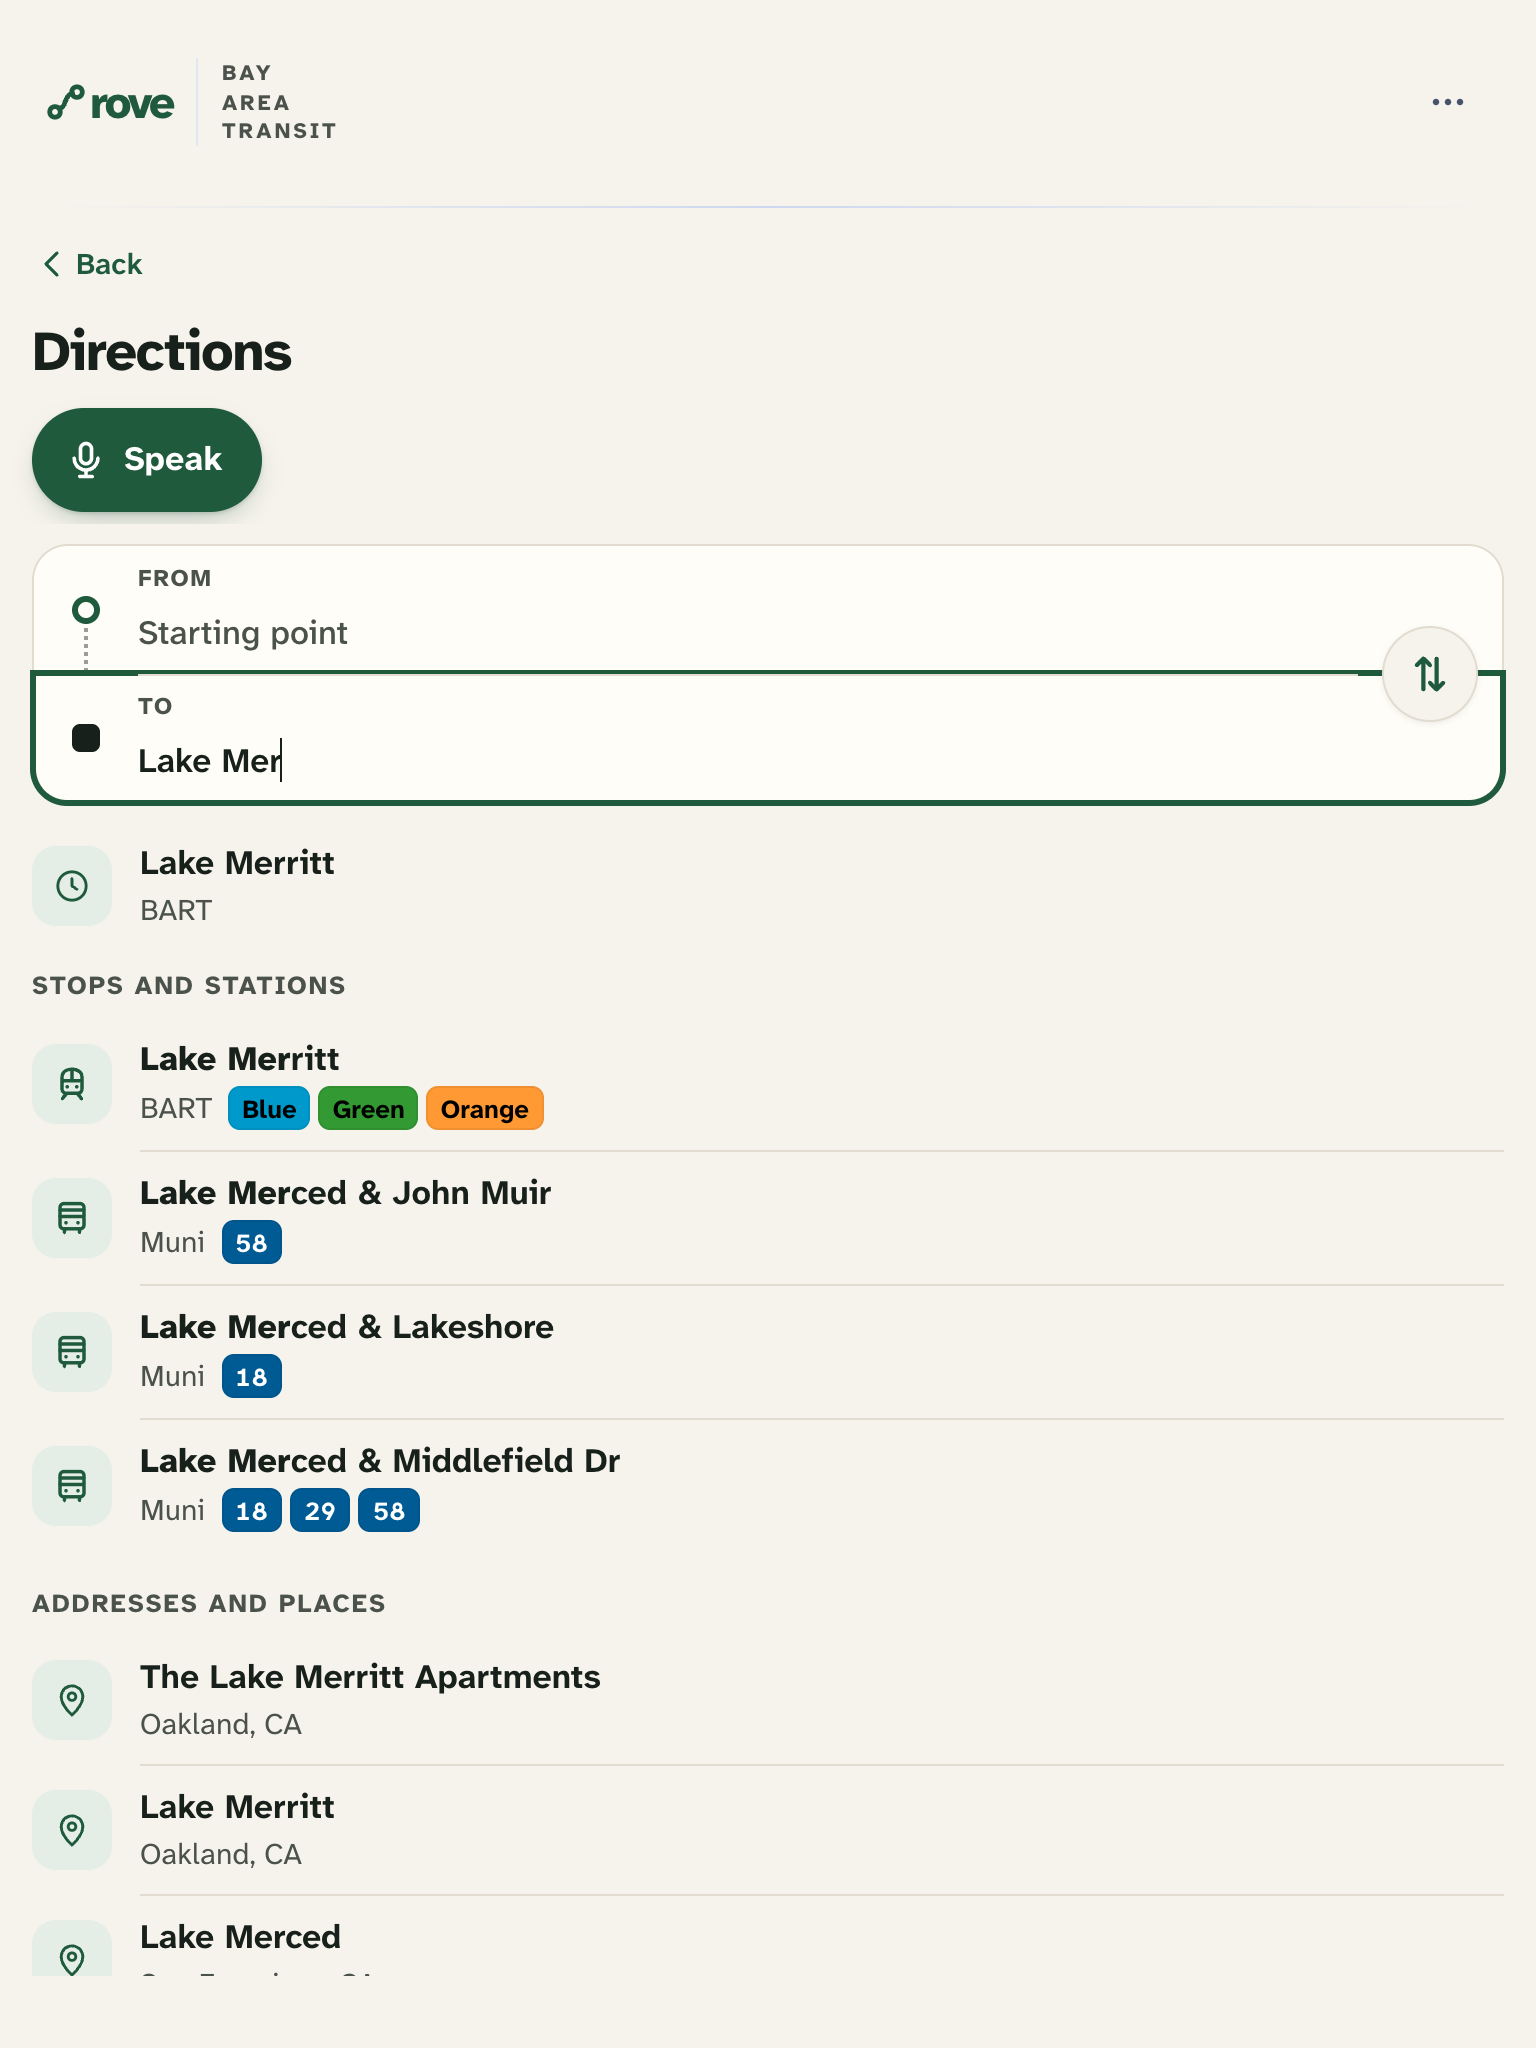 rove
BAY
AREA
TRANSIT
Back
Directions
Speak
FROM
Starting point
TO
Lake Mer
Lake Merritt
BART
STOPS AND STATIONS
Lake Merritt
BART Blue Green Orange
Lake Merced & John Muir
Muni 58
Lake Merced & Lakeshore
Muni 18
Lake Merced & Middlefield Dr
Muni 18 29 58
ADDRESSES AND PLACES
The Lake Merritt Apartments
Oakland, CA
Lake Merritt
Oakland, CA
Lake Merced